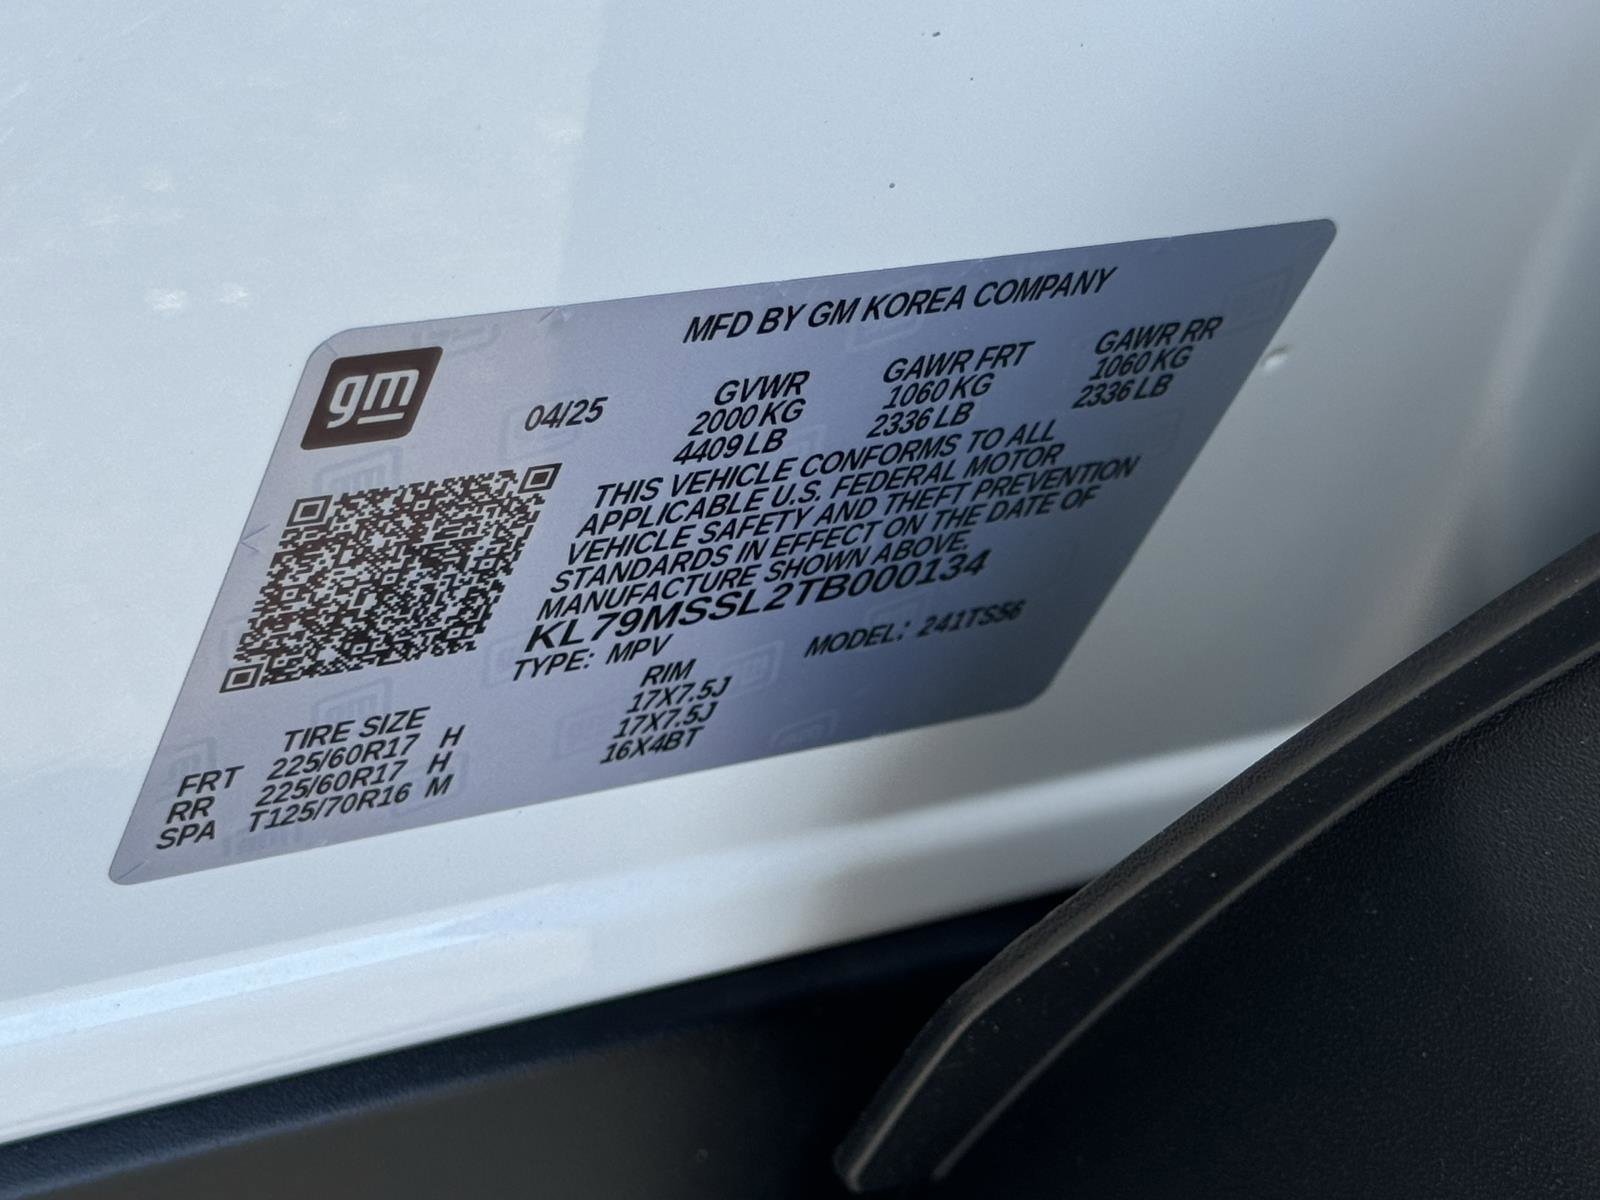 gm
MFD BY GM KOREA COMPANY
04/25
GVWR GAWR FRT GAWR RR
2000 KG 1060 KG 1060 KG
4409 LB 2336 LB 2336 LB
THIS VEHICLE CONFORMS TO ALL
APPLICABLE U.S. FEDERAL MOTOR
VEHICLE SAFETY AND THEFT PREVENTION
STANDARDS IN EFFECT ON THE DATE OF
MANUFACTURE SHOWN ABOVE.
KL79MSSL2TB000134
TYPE: MPV MODEL: 241TS56
TIRE SIZE RIM
FRT 225/60R17 H 17X7.5J
RR 225/60R17 H 17X7.5J
SPA T125/70R16 M 16X4BT